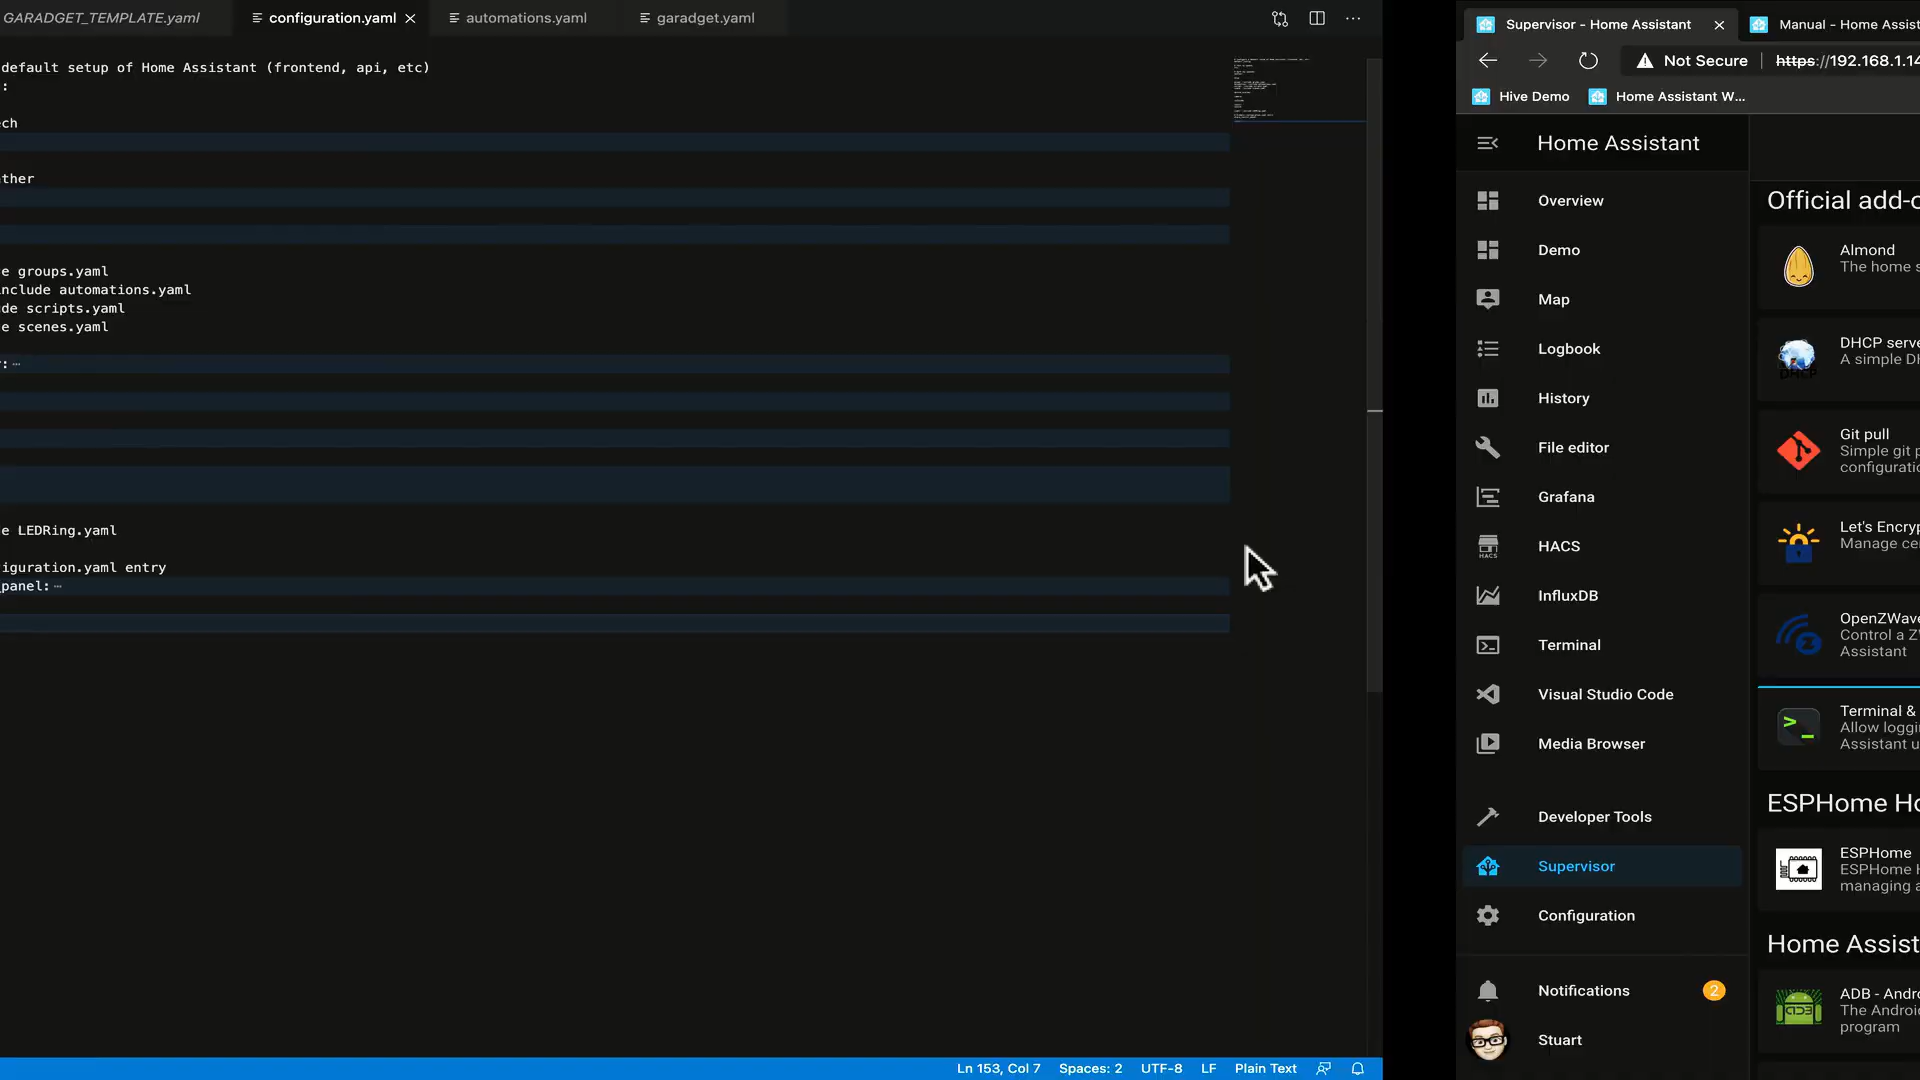 GARADGET_TEMPLATE.yaml
configuration.yaml
automations.yaml
garadget.yaml
default setup of Home Assistant (frontend, api, etc)
:
ech
ther
e groups.yaml
include automations.yaml
de scripts.yaml
e scenes.yaml
:
e LEDRing.yaml
iguration.yaml entry
panel:
Ln 153, Col 7
Spaces: 2
UTF-8
LF
Plain Text
Supervisor - Home Assistant
Manual - Home Assist
Not Secure
https://192.168.1.14
Hive Demo
Home Assistant W...
Home Assistant
Overview
Demo
Map
Logbook
History
File editor
Grafana
HACS
InfluxDB
Terminal
Visual Studio Code
Media Browser
Developer Tools
Supervisor
Configuration
Notifications
2
Stuart
Official add-o
Almond
The home s
DHCP serve
A simple DH
Git pull
Simple git p
configuratio
Let's Encryp
Manage cer
OpenZWave
Control a Z
Assistant
Terminal &
Allow loggi
Assistant u
ESPHome Ho
ESPHome
ESPHome H
managing a
Home Assist
ADB - Andro
The Androi
program